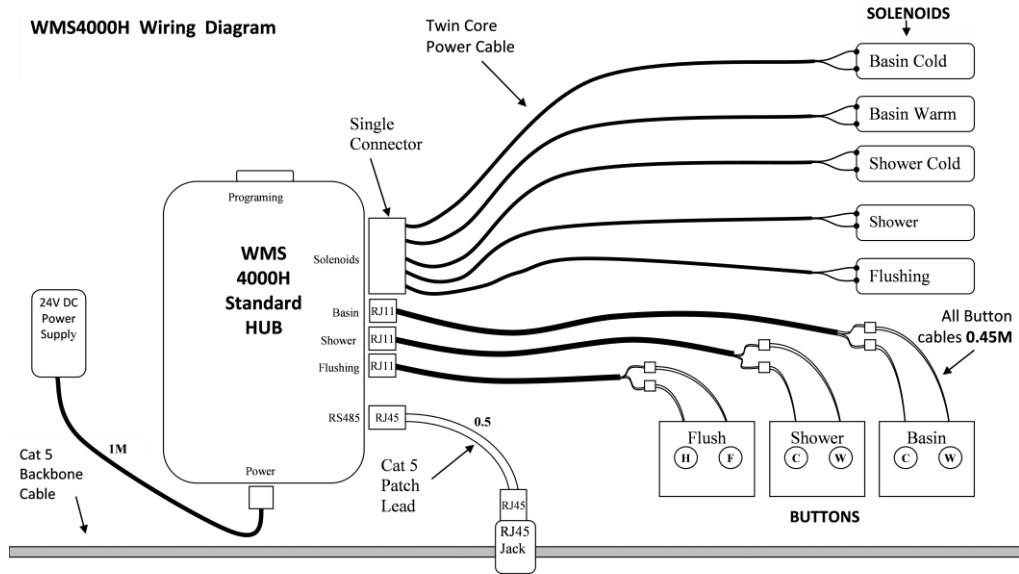 WMS4000H Wiring Diagram
Twin Core
Power Cable
SOLENOIDS
Basin Cold
Basin Warm
Shower Cold
Shower
Flushing
Single
Connector
Programing
WMS
4000H
Standard
HUB
Solenoids
Basin
Shower
Flushing
RS485
Power
RJ11
RJ11
RJ11
RJ45
24V DC
Power
Supply
1M
Cat 5
Backbone
Cable
0.5
Cat 5
Patch
Lead
RJ45
RJ45
Jack
All Button
cables 0.45M
Flush
H F
Shower
C W
Basin
C W
BUTTONS